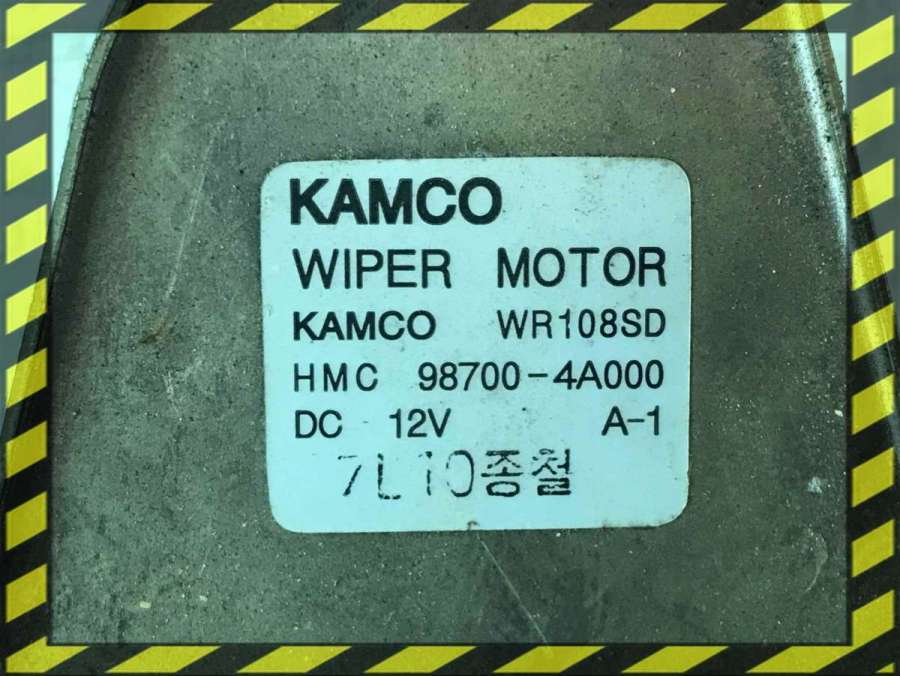 KAMCO
WIPER MOTOR
KAMCO WR108SD
HMC 98700-4A000
DC 12V A-1
7L10종철